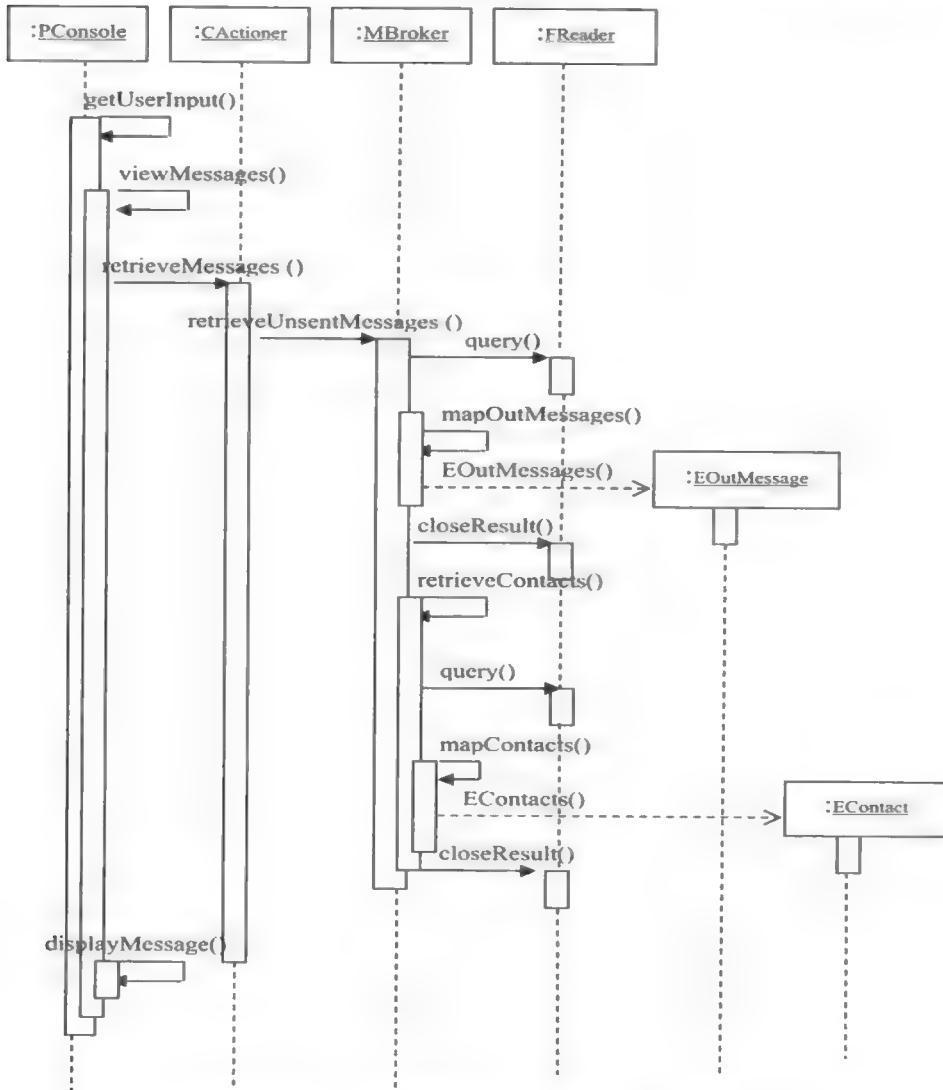 :PConsole
:CActioner
:MBroker
:FReader
getUserInput()
viewMessages()
retrieveMessages ()
retrieveUnsentMessages ()
query()
mapOutMessages()
EOutMessages()
:EOutMessage
closeResult()
retrieveContacts()
query()
mapContacts()
EContacts()
:EContact
closeResult()
displayMessage()